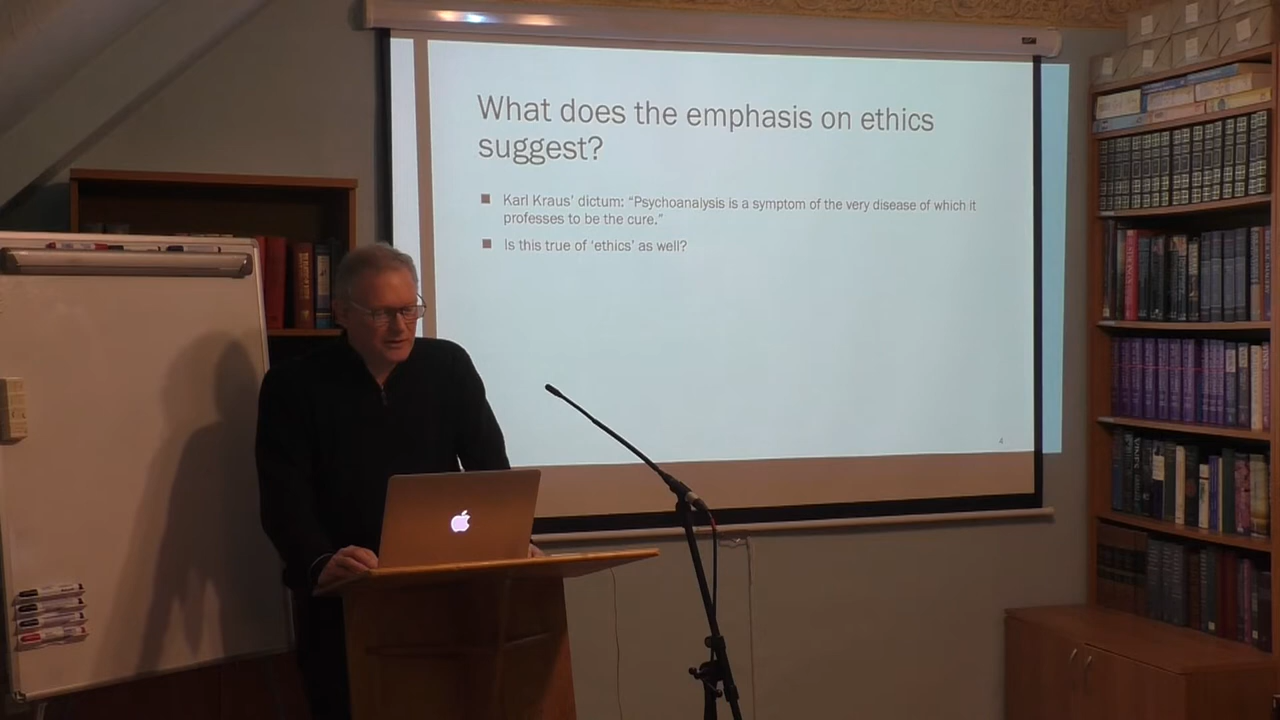 What does the emphasis on ethics
suggest?
Karl Kraus’ dictum: “Psychoanalysis is a symptom of the very disease of which it
professes to be the cure.”
Is this true of ‘ethics’ as well?
4